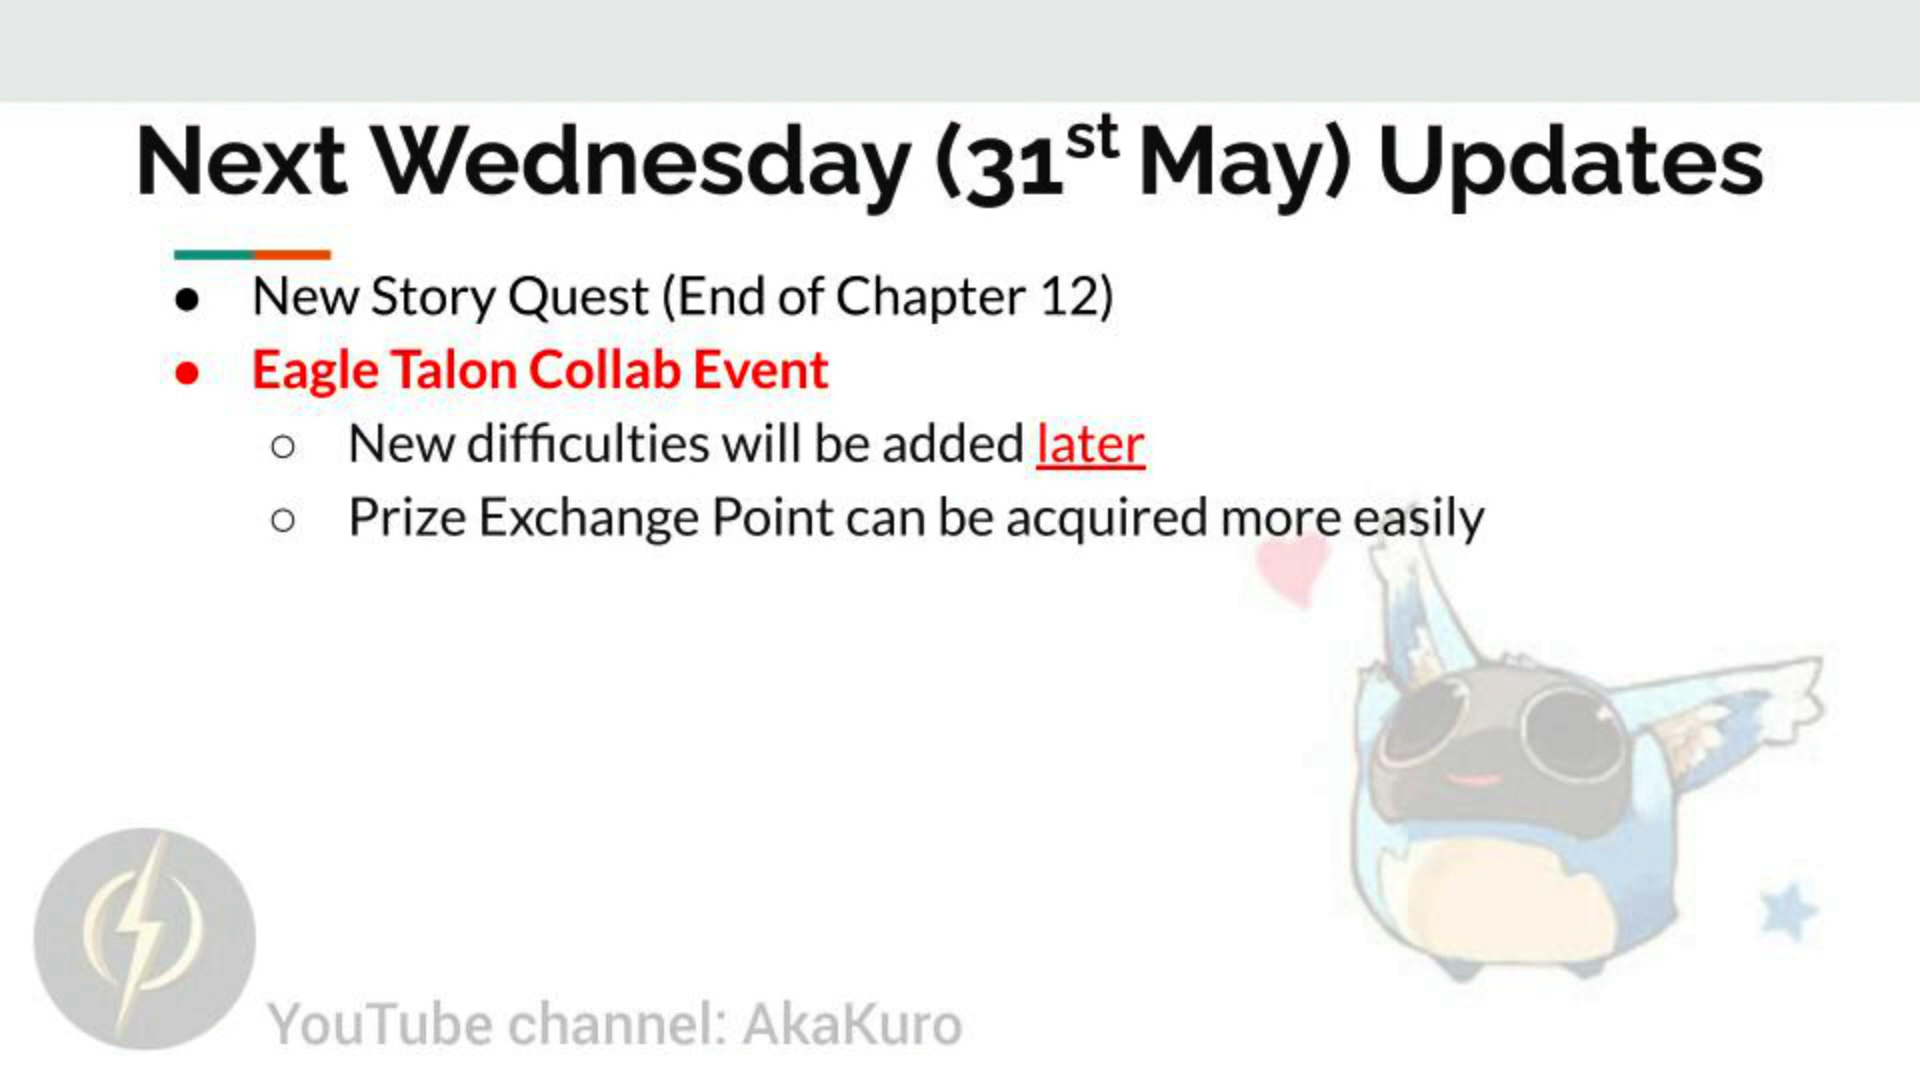 Next Wednesday (31st May) Updates
● New Story Quest (End of Chapter 12)
● Eagle Talon Collab Event
○ New difficulties will be added later
○ Prize Exchange Point can be acquired more easily
YouTube channel: AkaKuro